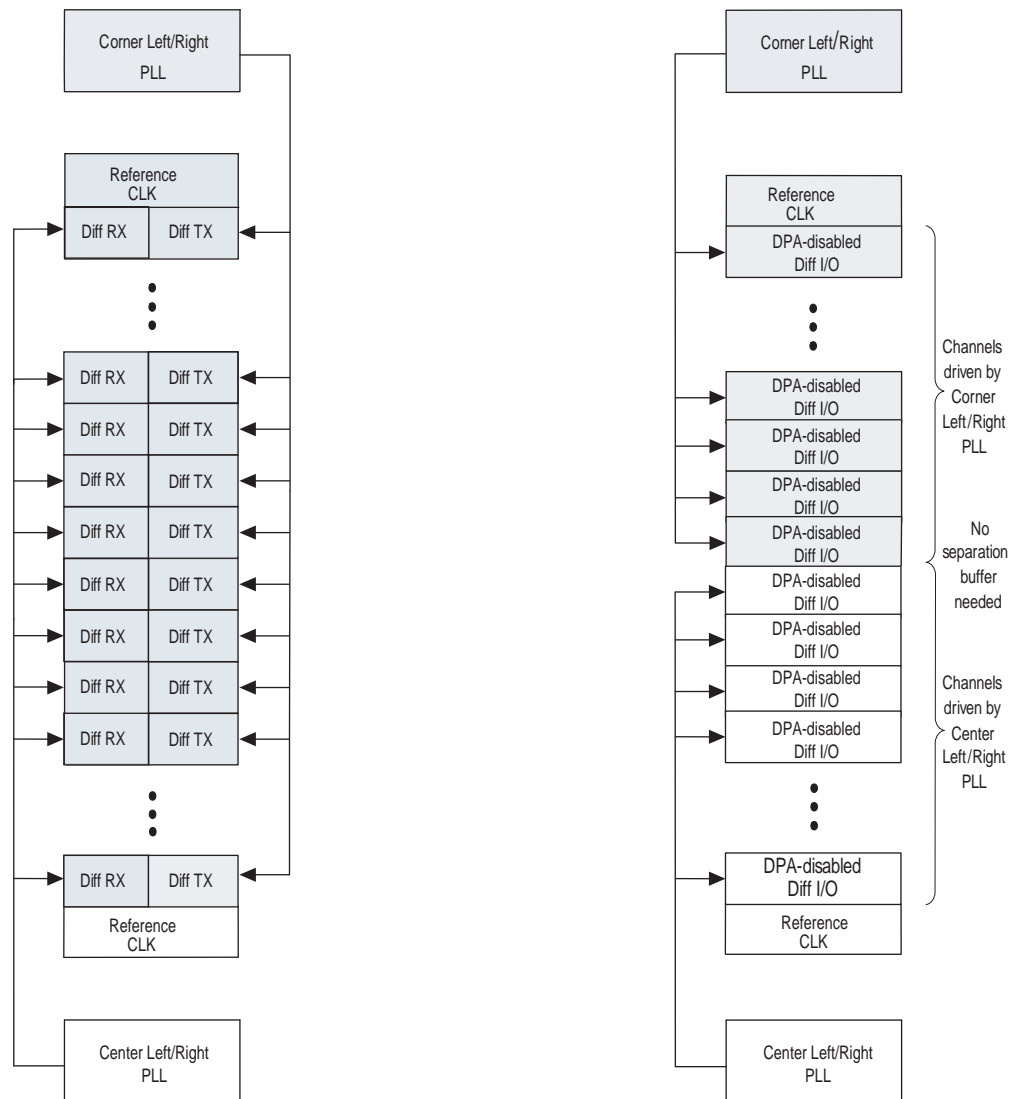 Corner Left/Right
PLL
Reference
CLK
Diff RX Diff TX
Diff RX Diff TX
Diff RX Diff TX
Diff RX Diff TX
Diff RX Diff TX
Diff RX Diff TX
Diff RX Diff TX
Diff RX Diff TX
Diff RX Diff TX
Diff RX Diff TX
Reference
CLK
Center Left/Right
PLL
Corner Left/Right
PLL
Reference
CLK
DPA-disabled
Diff I/O
DPA-disabled
Diff I/O
DPA-disabled
Diff I/O
DPA-disabled
Diff I/O
DPA-disabled
Diff I/O
DPA-disabled
Diff I/O
DPA-disabled
Diff I/O
DPA-disabled
Diff I/O
DPA-disabled
Diff I/O
DPA-disabled
Diff I/O
Reference
CLK
Center Left/Right
PLL
Channels
driven by
Corner
Left/Right
PLL
No
separation
buffer
needed
Channels
driven by
Center
Left/Right
PLL